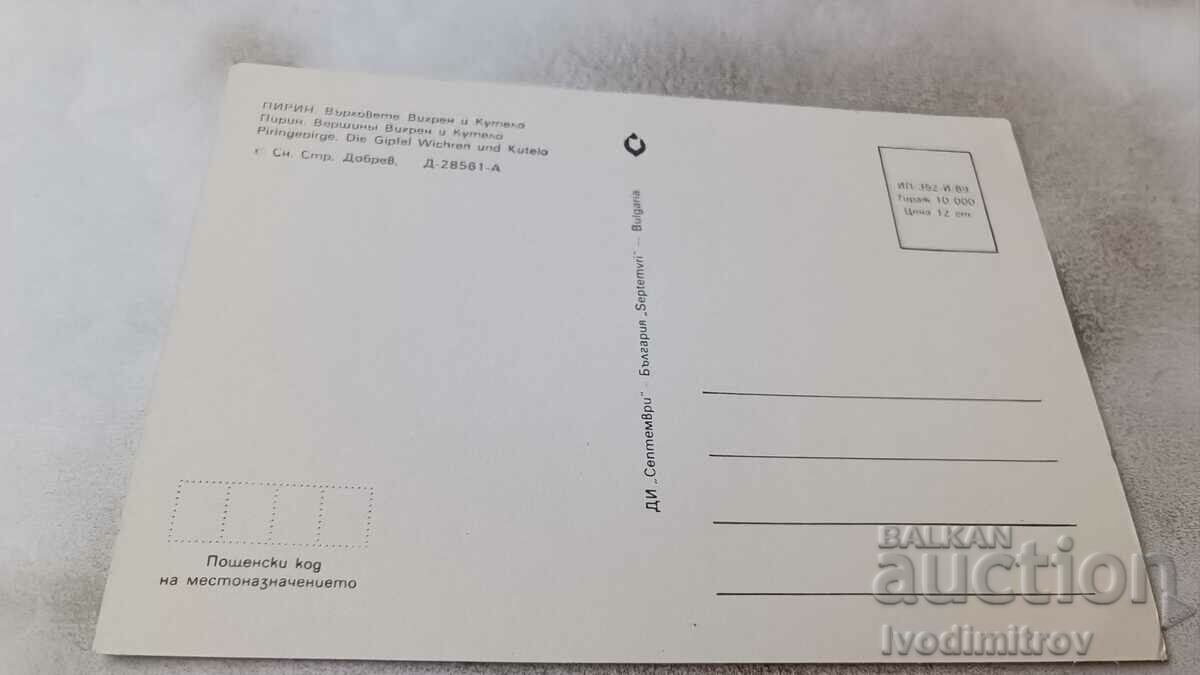 ПИРИН. Върховете Вихрен и Кутело
Пирин. Вершины Вихрен и Кутело
Piringebirge. Die Gipfel Wichren und Kutelo
Сн. Стр. Добрев, Д-28561-А
ДИ „Септември" - България „Septemvri" — Bulgaria
ИП 352-И-89
Тираж 10 000
Цена 12 ст
Пощенски код
на местоназначението
BALKAN
auction
Ivodimitrov